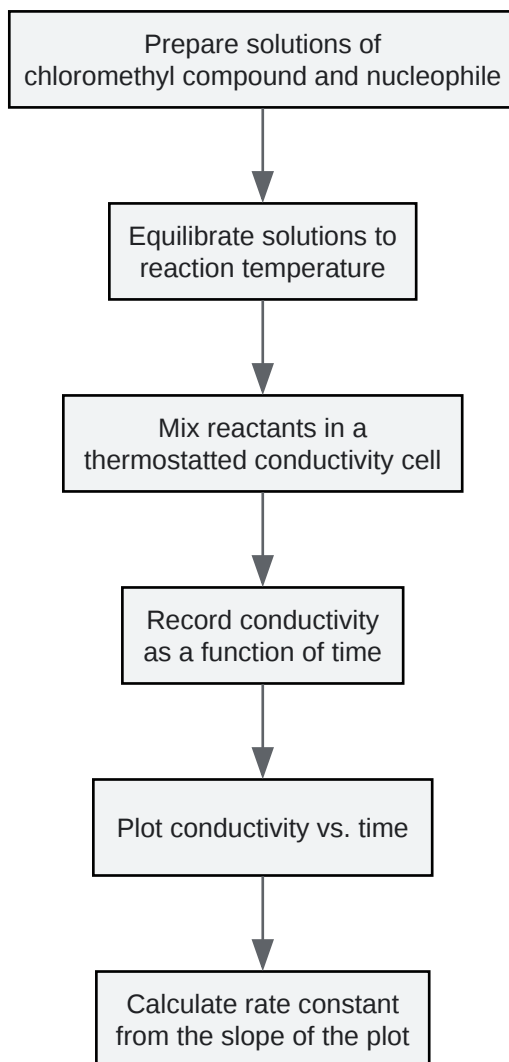 Prepare solutions of
chloromethyl compound and nucleophile
Equilibrate solutions to
reaction temperature
Mix reactants in a
thermostatted conductivity cell
Record conductivity
as a function of time
Plot conductivity vs. time
Calculate rate constant
from the slope of the plot